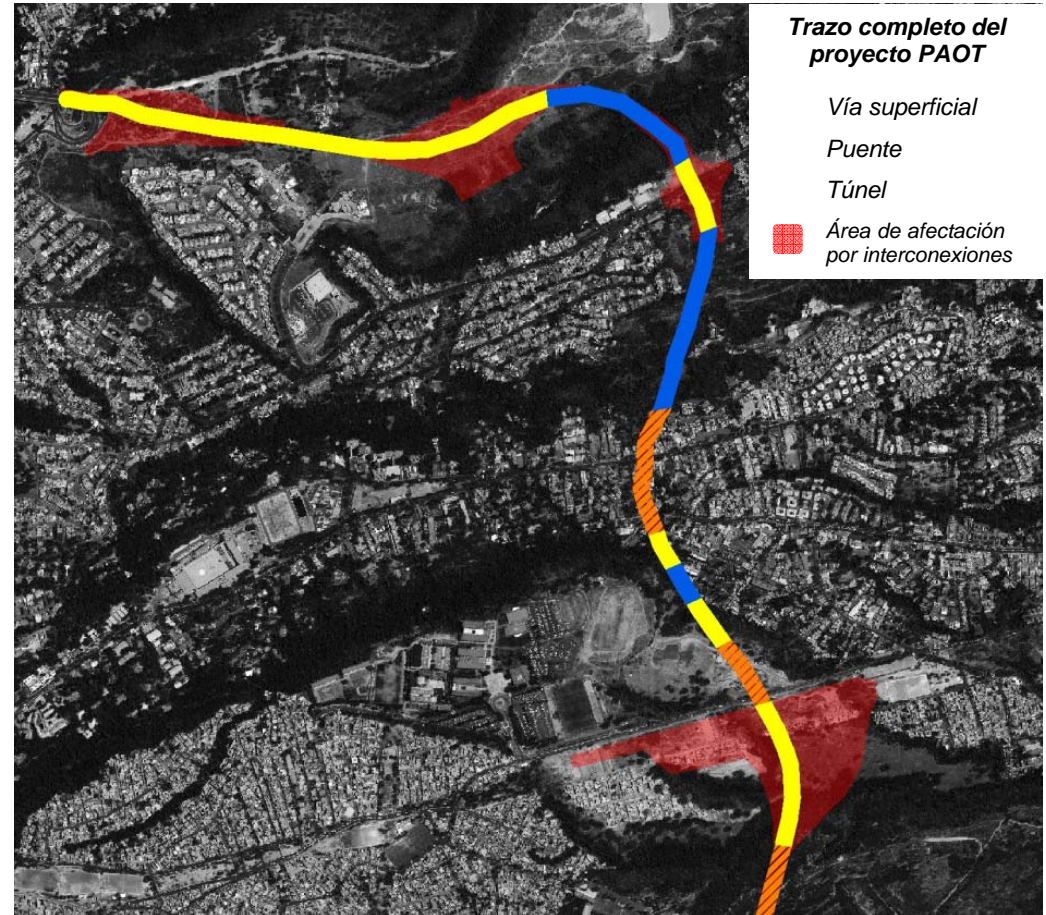 Trazo completo del
proyecto PAOT
Vía superficial
Puente
Túnel
Área de afectación
por interconexiones